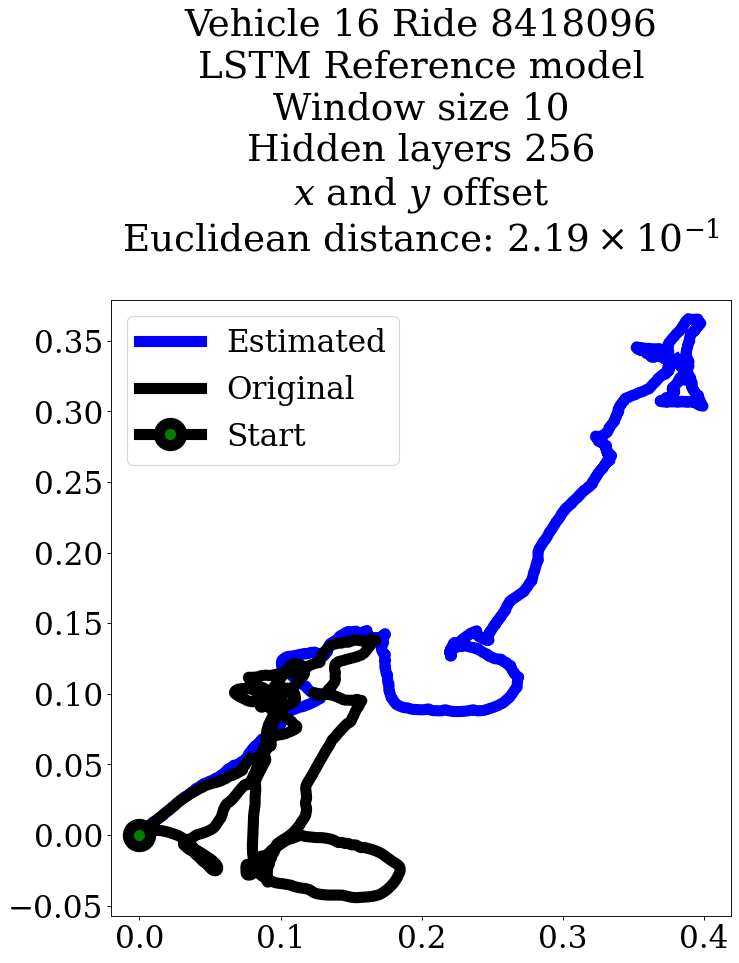 Vehicle 16 Ride 8418096
LSTM Reference model
Window size 10
Hidden layers 256
x and y offset
Euclidean distance: 2.19 × 10⁻¹
Estimated
Original
Start
0.35
0.30
0.25
0.20
0.15
0.10
0.05
0.00
−0.05
0.0 0.1 0.2 0.3 0.4